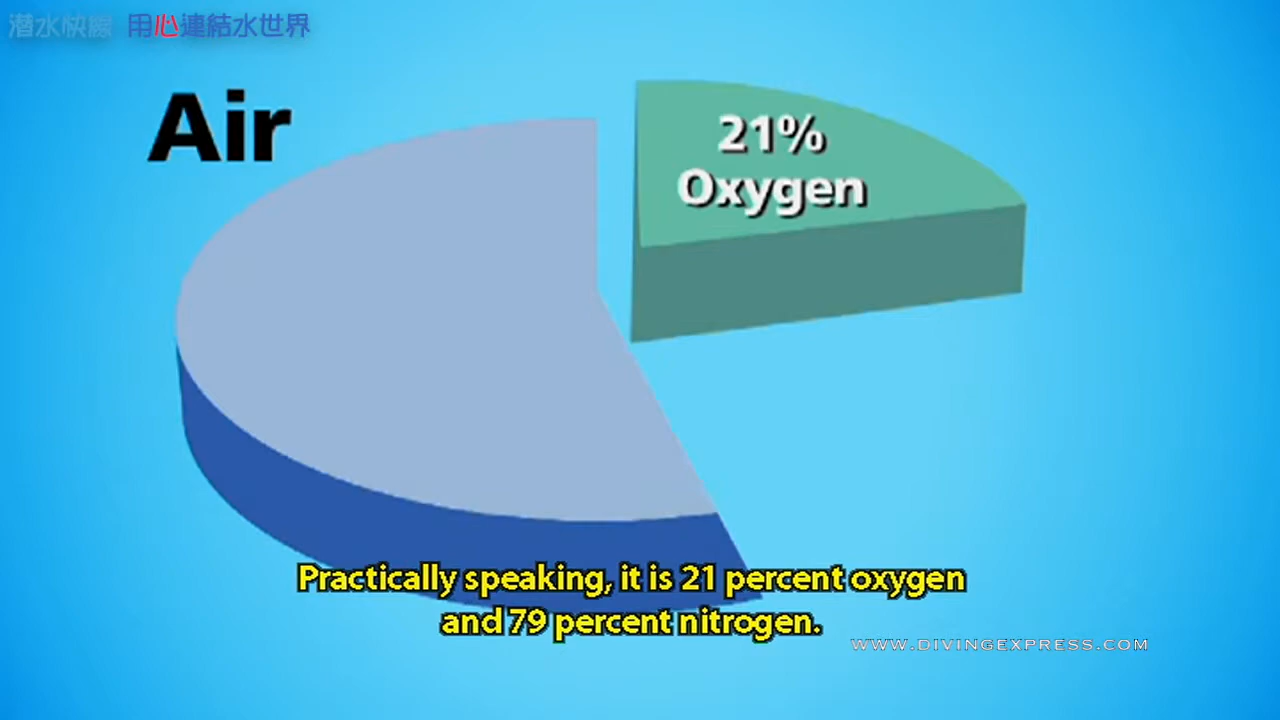 潛水快線 用心連結水世界
Air
21%
Oxygen
Practically speaking, it is 21 percent oxygen
and 79 percent nitrogen.
WWW.DIVINGEXPRESS.COM